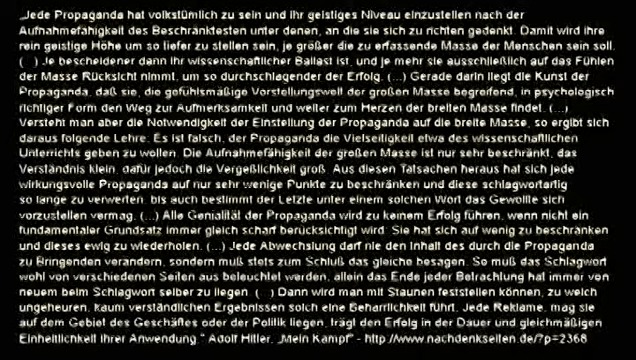 „Jede Propaganda hat volkstümlich zu sein und ihr geistiges Niveau einzustellen nach der
Aufnahmefähigkeit des Beschränktesten unter denen, an die sie sich zu richten gedenkt. Damit wird ihre
rein geistige Höhe um so tiefer zu stellen sein, je größer die zu erfassende Masse der Menschen sein soll.
(...) Je bescheidener dann ihr wissenschaftlicher Ballast ist, und je mehr sie ausschließlich auf das Fühlen
der Masse Rücksicht nimmt, um so durchschlagender der Erfolg. (...) Gerade darin liegt die Kunst der
Propaganda, daß sie, die gefühlsmäßige Vorstellungswelt der großen Masse begreifend, in psychologisch
richtiger Form den Weg zur Aufmerksamkeit und weiter zum Herzen der breiten Masse findet. (...)
Versteht man aber die Notwendigkeit der Einstellung der Propaganda auf die breite Masse, so ergibt sich
daraus folgende Lehre: Es ist falsch, der Propaganda die Vielseitigkeit etwa des wissenschaftlichen
Unterrichts geben zu wollen. Die Aufnahmefähigkeit der großen Masse ist nur sehr beschränkt, das
Verständnis klein, dafür jedoch die Vergeßlichkeit groß. Aus diesen Tatsachen heraus hat sich jede
wirkungsvolle Propaganda auf nur sehr wenige Punkte zu beschränken und diese schlagwortartig
so lange zu verwerten, bis auch bestimmt der Letzte unter einem solchen Wort das Gewollte sich
vorzustellen vermag. (...) Alle Genialität der Propaganda wird zu keinem Erfolg führen, wenn nicht ein
fundamentaler Grundsatz immer gleich scharf berücksichtigt wird: Sie hat sich auf wenig zu beschränken
und dieses ewig zu wiederholen. (...) Jede Abwechslung darf nie den Inhalt des durch die Propaganda
zu Bringenden verändern, sondern muß stets zum Schluß das gleiche besagen. So muß das Schlagwort
wohl von verschiedenen Seiten aus beleuchtet werden, allein das Ende jeder Betrachtung hat immer von
neuem beim Schlagwort selber zu liegen. (...) Dann wird man mit Staunen feststellen können, zu welch
ungeheuren, kaum verständlichen Ergebnissen solch eine Beharrlichkeit führt. Jede Reklame, mag sie
auf dem Gebiet des Geschäftes oder der Politik liegen, trägt den Erfolg in der Dauer und gleichmäßigen
Einheitlichkeit ihrer Anwendung.“ Adolf Hitler, „Mein Kampf“ - http://www.nachdenkseiten.de/?p=2368